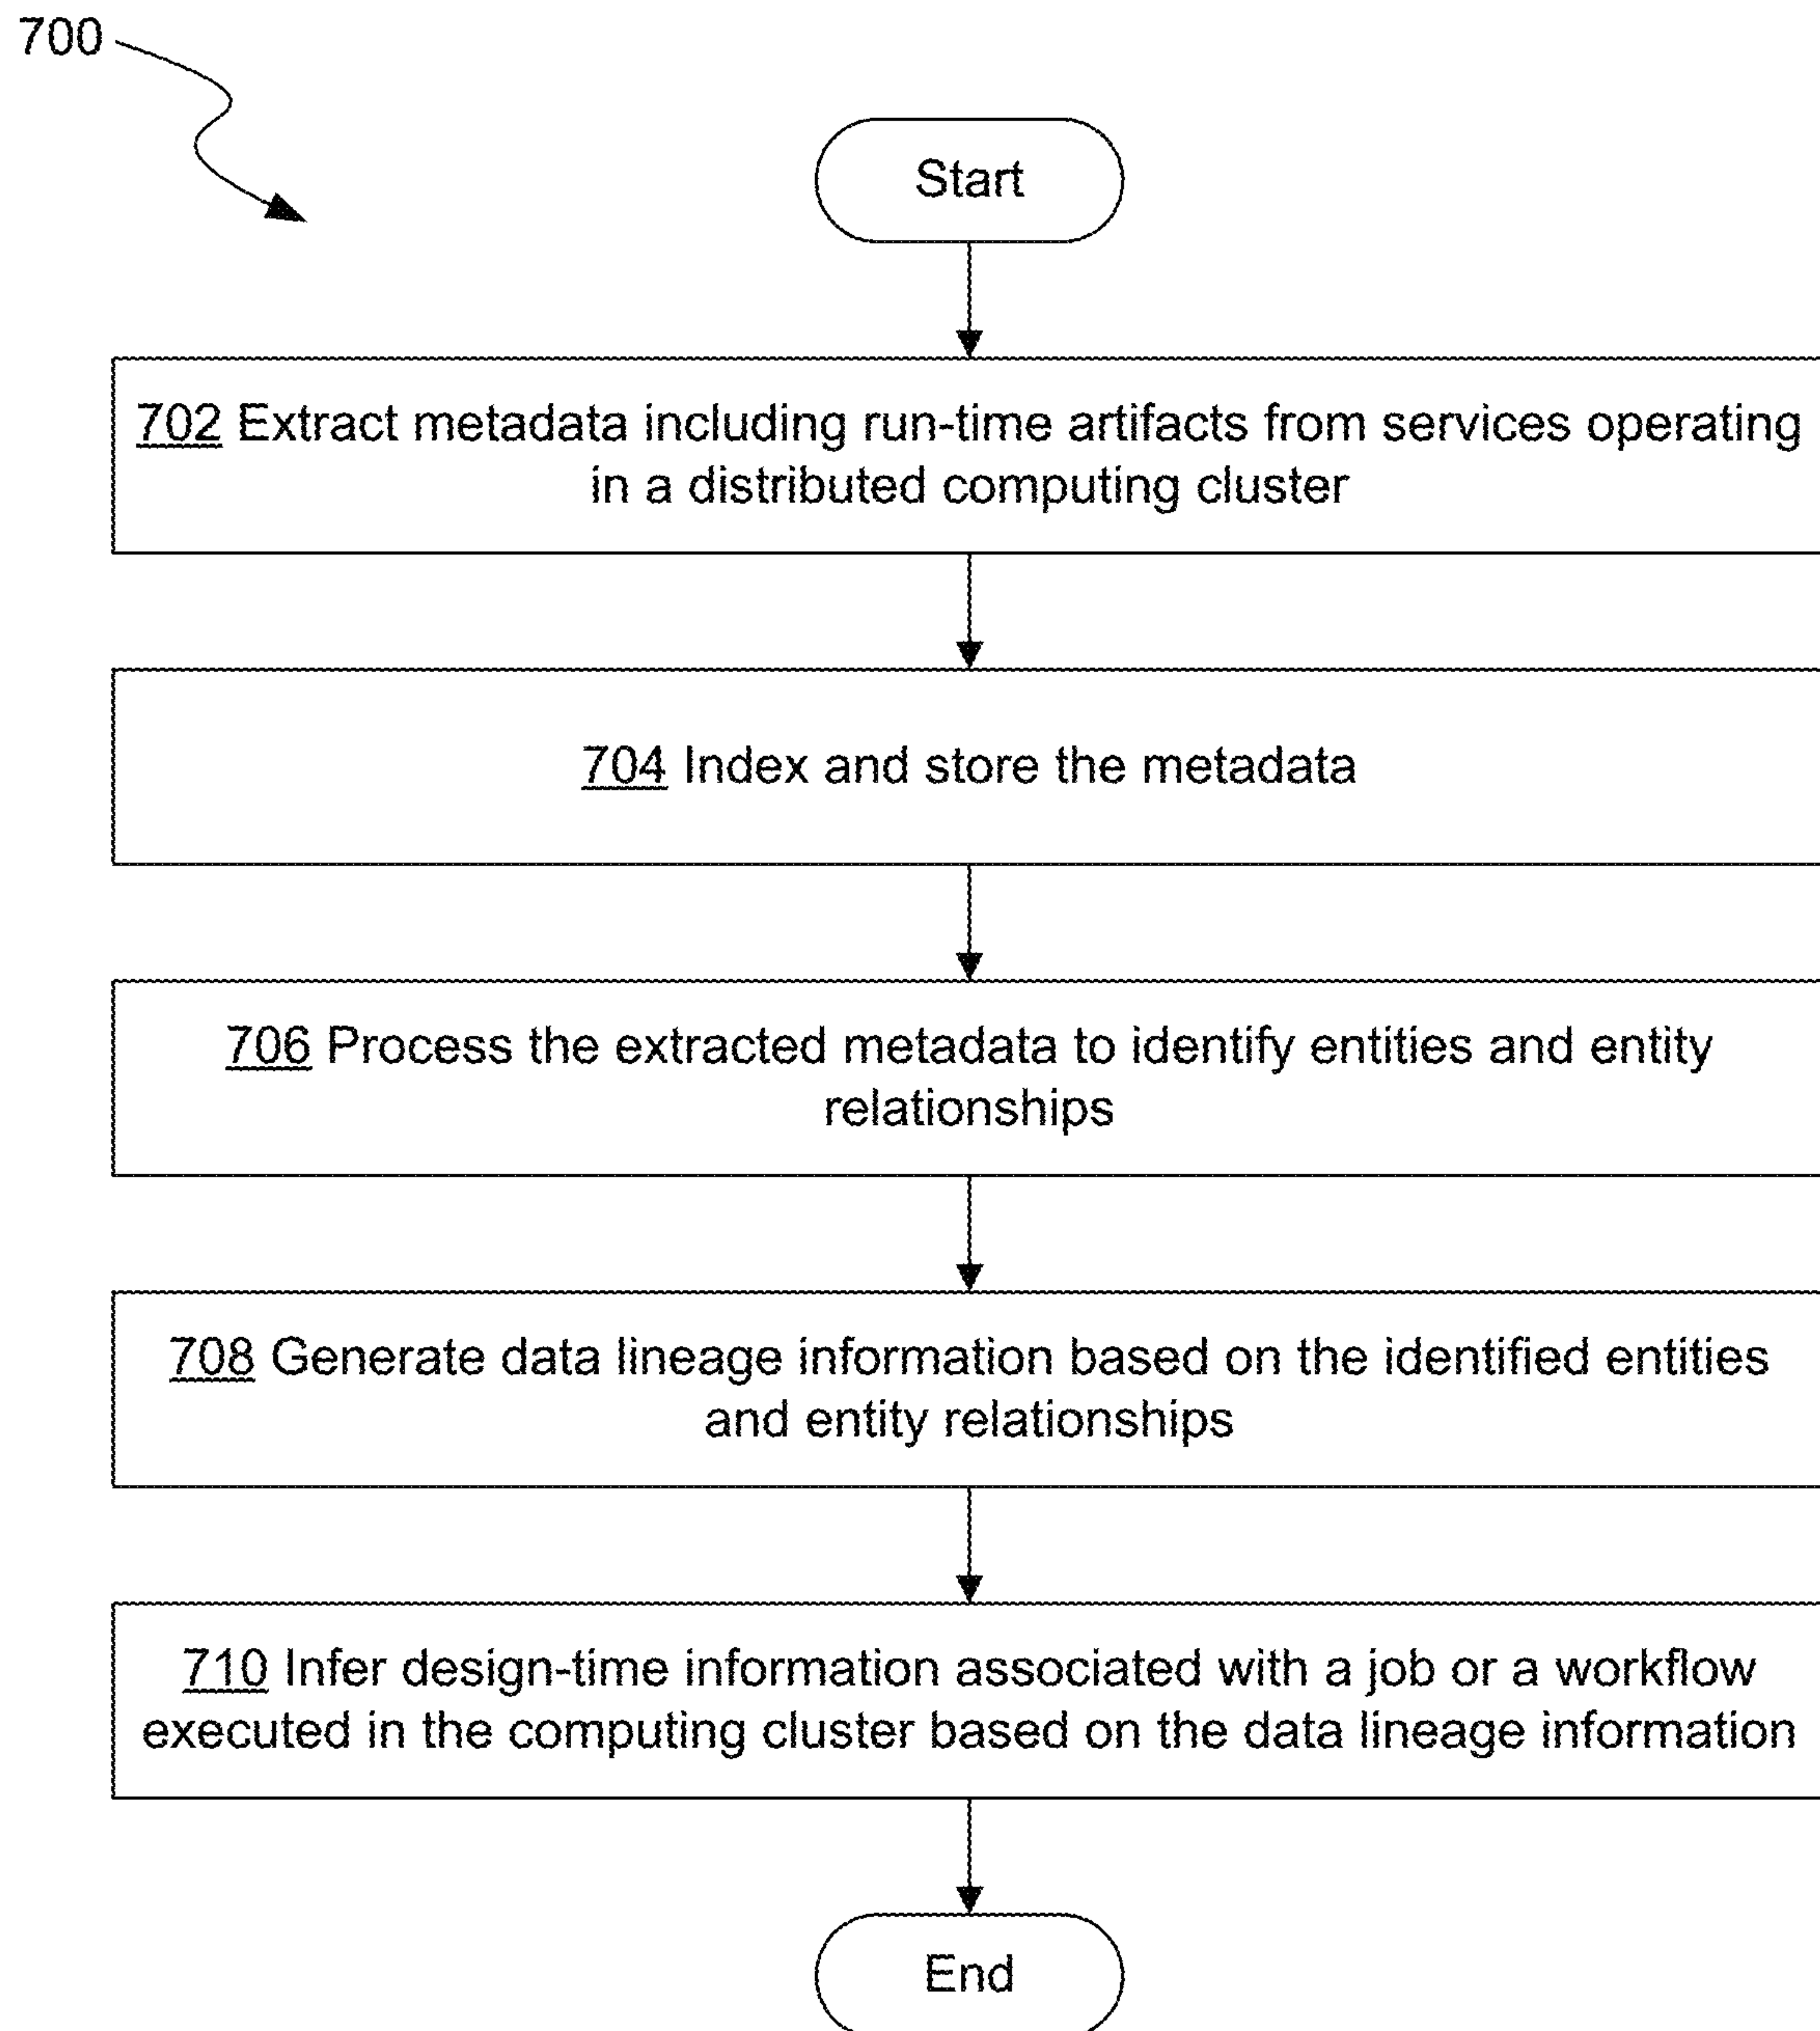 700
Start
702 Extract metadata including run-time artifacts from services operating
in a distributed computing cluster
704 Index and store the metadata
706 Process the extracted metadata to identify entities and entity
relationships
708 Generate data lineage information based on the identified entities
and entity relationships
710 Infer design-time information associated with a job or a workflow
executed in the computing cluster based on the data lineage information
End